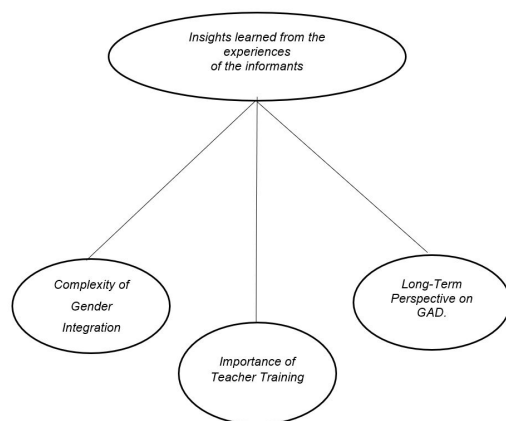 Insights learned from the
experiences
of the informants
Complexity of
Gender
Integration
Importance of
Teacher Training
Long-Term
Perspective on
GAD.